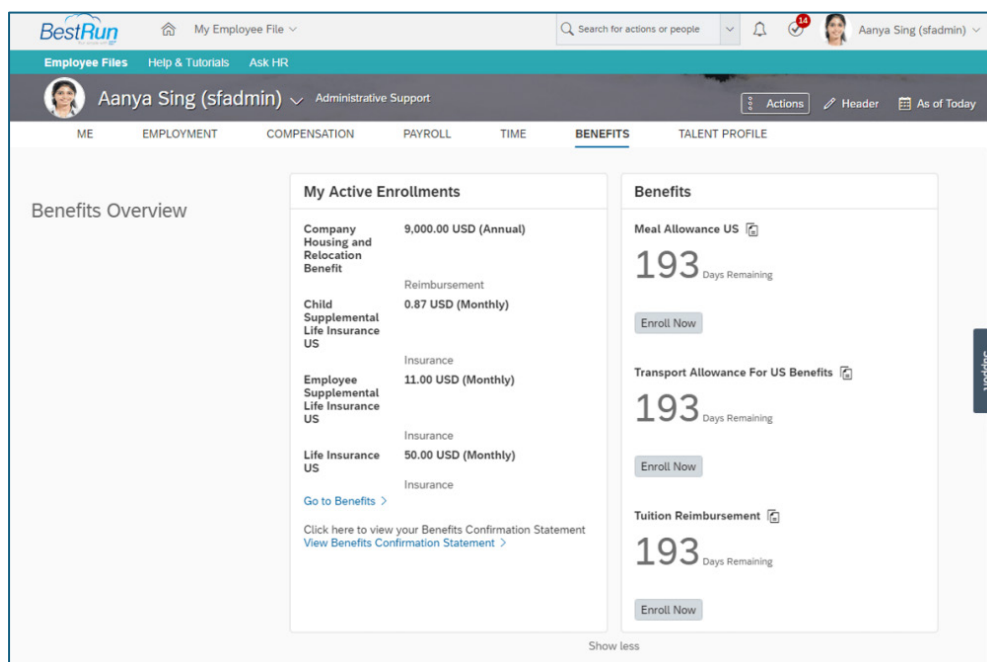 BestRun
My Employee File
Search for actions or people
14
Aanya Sing (sfadmin)
Employee Files Help & Tutorials Ask HR
Aanya Sing (sfadmin) Administrative Support
Actions Header As of Today
ME EMPLOYMENT COMPENSATION PAYROLL TIME BENEFITS TALENT PROFILE
Benefits Overview
My Active Enrollments
Company
Housing and
Relocation
Benefit
9,000.00 USD (Annual)
Reimbursement
Child
Supplemental
Life Insurance
US
0.87 USD (Monthly)
Insurance
Employee
Supplemental
Life Insurance
US
11.00 USD (Monthly)
Insurance
Life Insurance
US
50.00 USD (Monthly)
Insurance
Go to Benefits >
Click here to view your Benefits Confirmation Statement
View Benefits Confirmation Statement >
Benefits
Meal Allowance US
193 Days Remaining
Enroll Now
Transport Allowance For US Benefits
193 Days Remaining
Enroll Now
Tuition Reimbursement
193 Days Remaining
Enroll Now
Show less